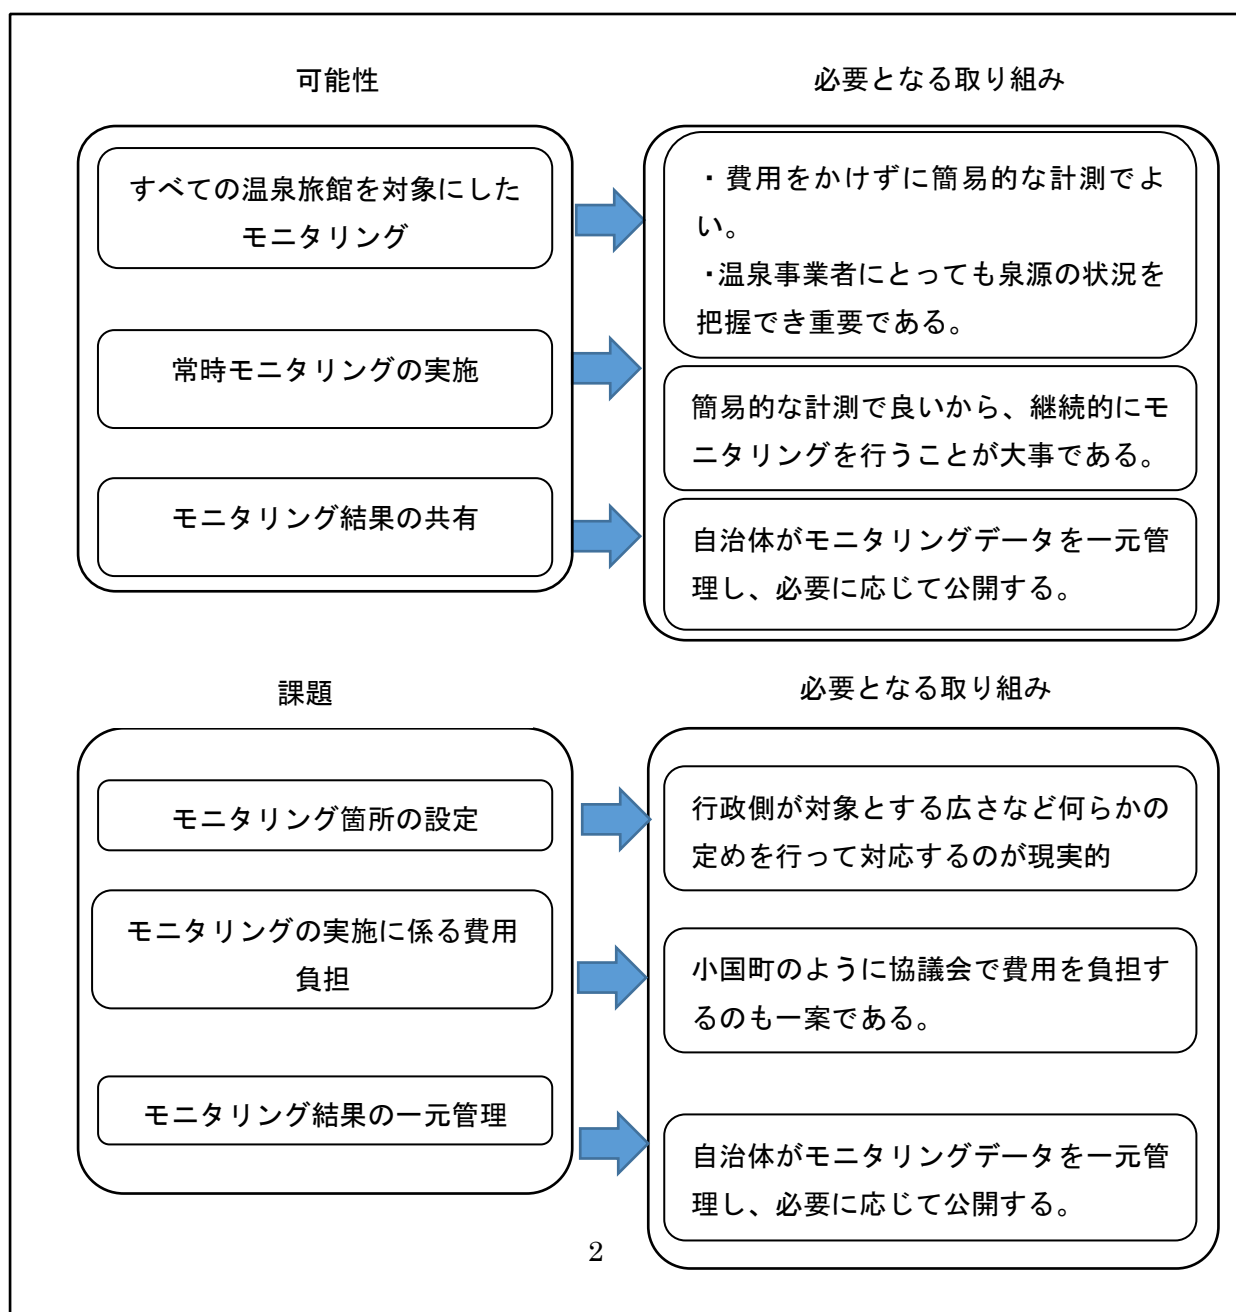 可能性
必要となる取り組み
すべての温泉旅館を対象にした
モニタリング
・費用をかけずに簡易的な計測でよ
い。
・温泉事業者にとっても泉源の状況を
把握でき重要である。
常時モニタリングの実施
簡易的な計測で良いから、継続的にモ
ニタリングを行うことが大事である。
モニタリング結果の共有
自治体がモニタリングデータを一元管
理し、必要に応じて公開する。
課題
必要となる取り組み
モニタリング箇所の設定
行政側が対象とする広さなど何らかの
定めを行って対応するのが現実的
モニタリングの実施に係る費用
負担
小国町のように協議会で費用を負担す
るのも一案である。
モニタリング結果の一元管理
自治体がモニタリングデータを一元管
理し、必要に応じて公開する。
2